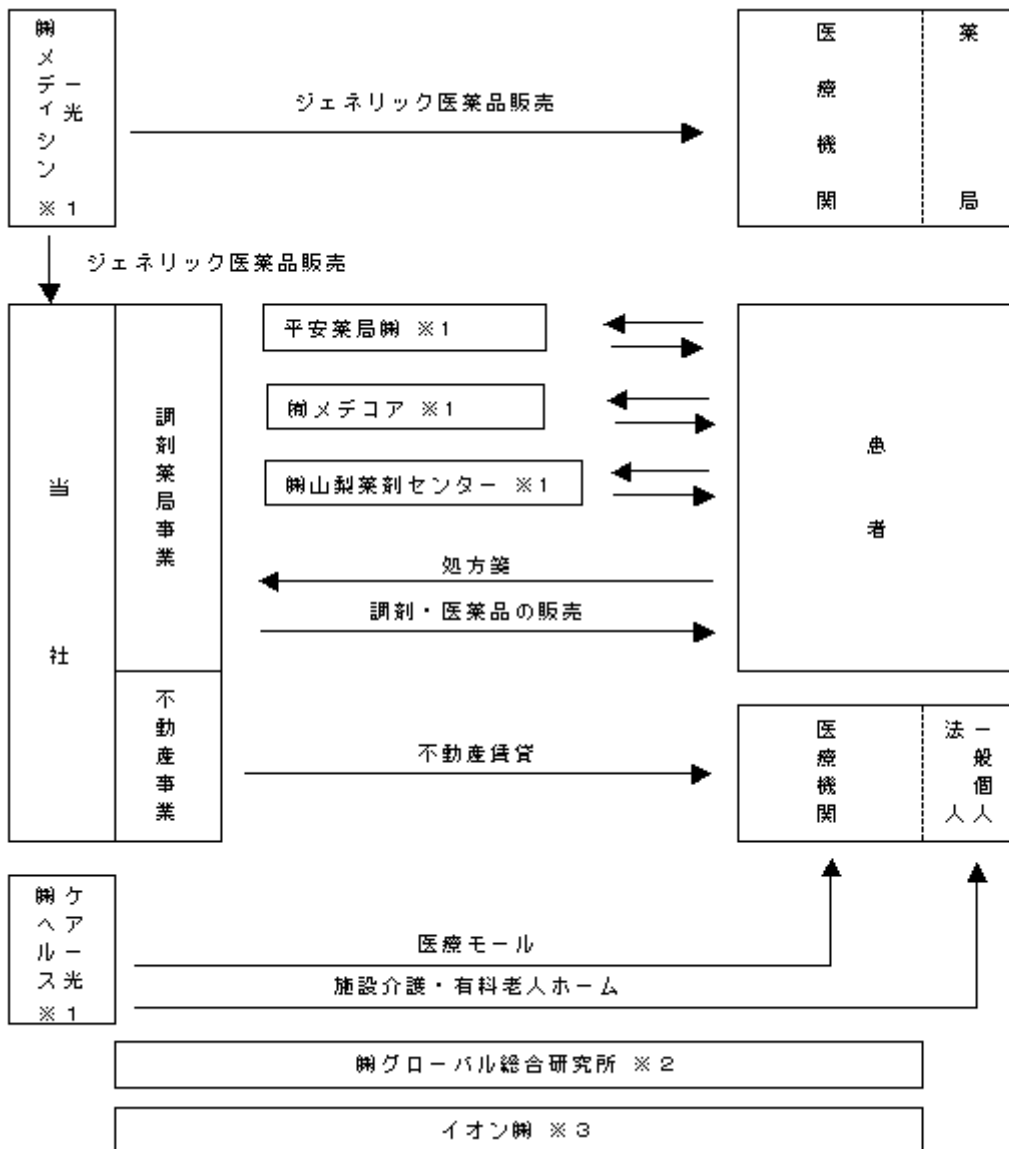 ㈱メディシン
一光
※1
ジェネリック医薬品販売
医療機関
薬局
ジェネリック医薬品販売
当社
調剤薬局事業
平安薬局㈱ ※1
㈲メデコア ※1
㈱山梨薬剤センター ※1
処方箋
調剤・医薬品の販売
患者
不動産事業
不動産賃貸
医療機関
法人
一般個人
㈱ヘルス
ケア一光
※1
医療モール
施設介護・有料老人ホーム
㈱グローバル総合研究所 ※2
イオン㈱ ※3